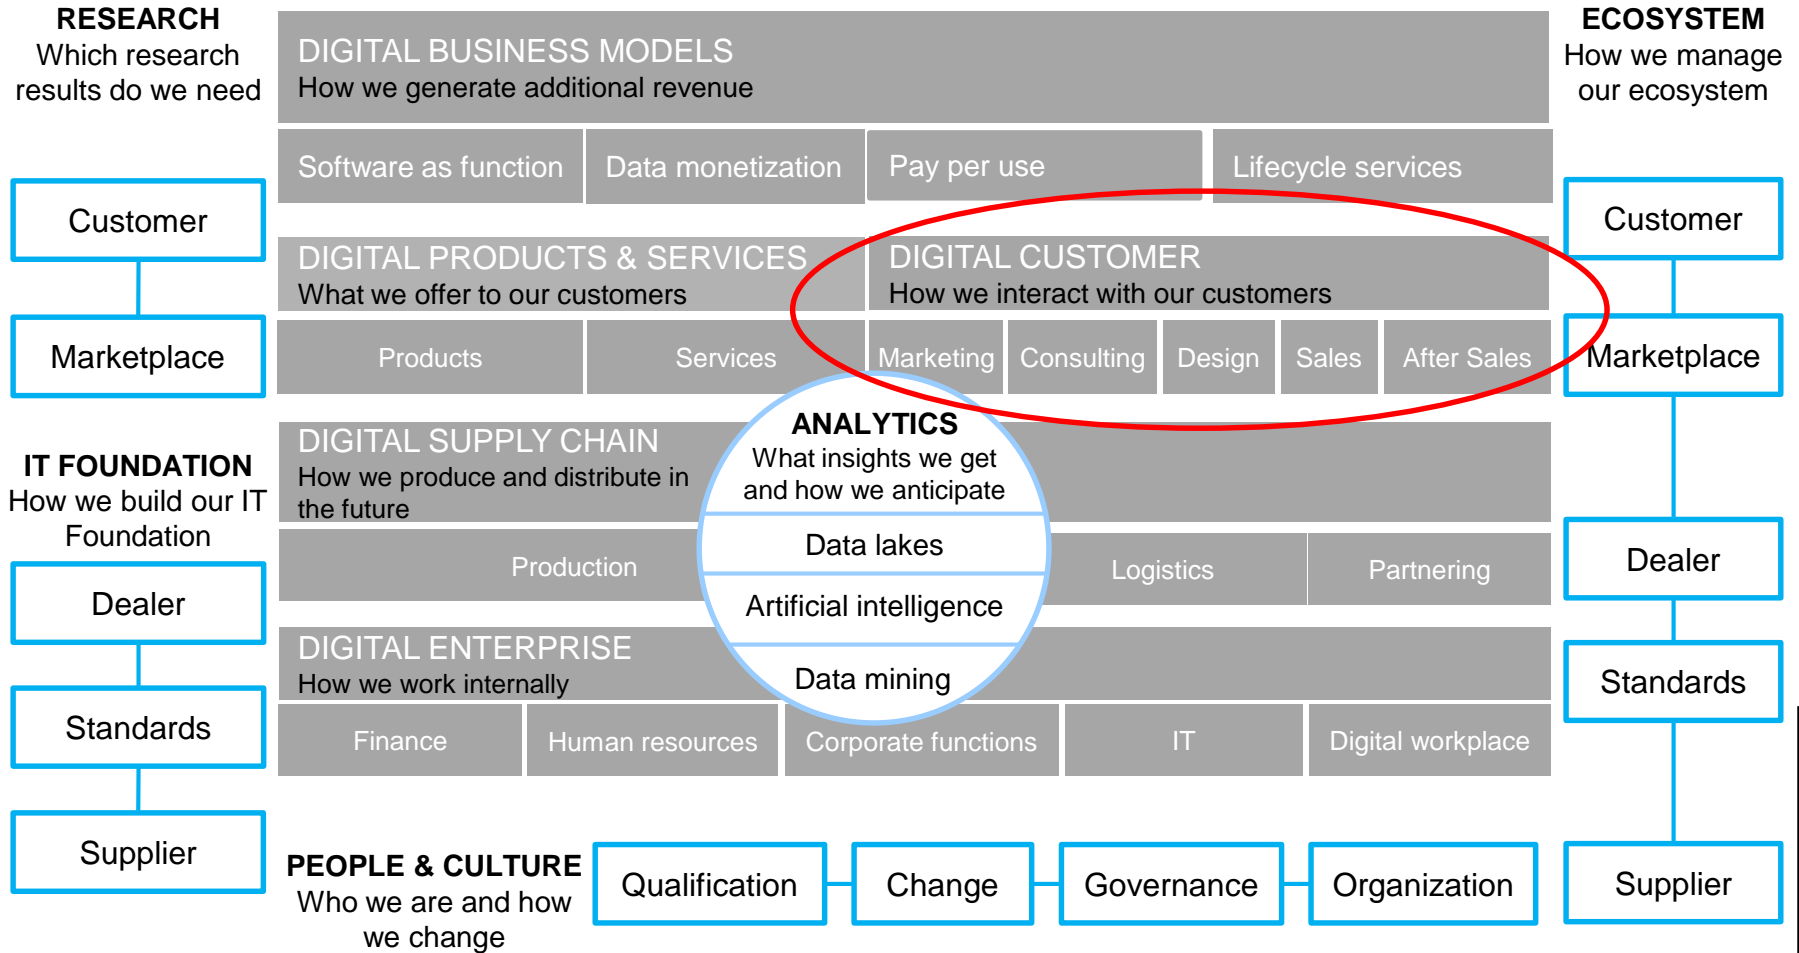 RESEARCH
Which research
results do we need
Customer
Marketplace
IT FOUNDATION
How we build our IT
Foundation
Dealer
Standards
Supplier
DIGITAL BUSINESS MODELS
How we generate additional revenue
Software as function
Data monetization
Pay per use
Lifecycle services
DIGITAL PRODUCTS & SERVICES
What we offer to our customers
Products
Services
DIGITAL CUSTOMER
How we interact with our customers
Marketing
Consulting
Design
Sales
After Sales
ANALYTICS
What insights we get
and how we anticipate
Data lakes
Artificial intelligence
Data mining
DIGITAL SUPPLY CHAIN
How we produce and distribute in
the future
Production
Logistics
Partnering
DIGITAL ENTERPRISE
How we work internally
Finance
Human resources
Corporate functions
IT
Digital workplace
PEOPLE & CULTURE
Who we are and how
we change
Qualification
Change
Governance
Organization
ECOSYSTEM
How we manage
our ecosystem
Customer
Marketplace
Dealer
Standards
Supplier